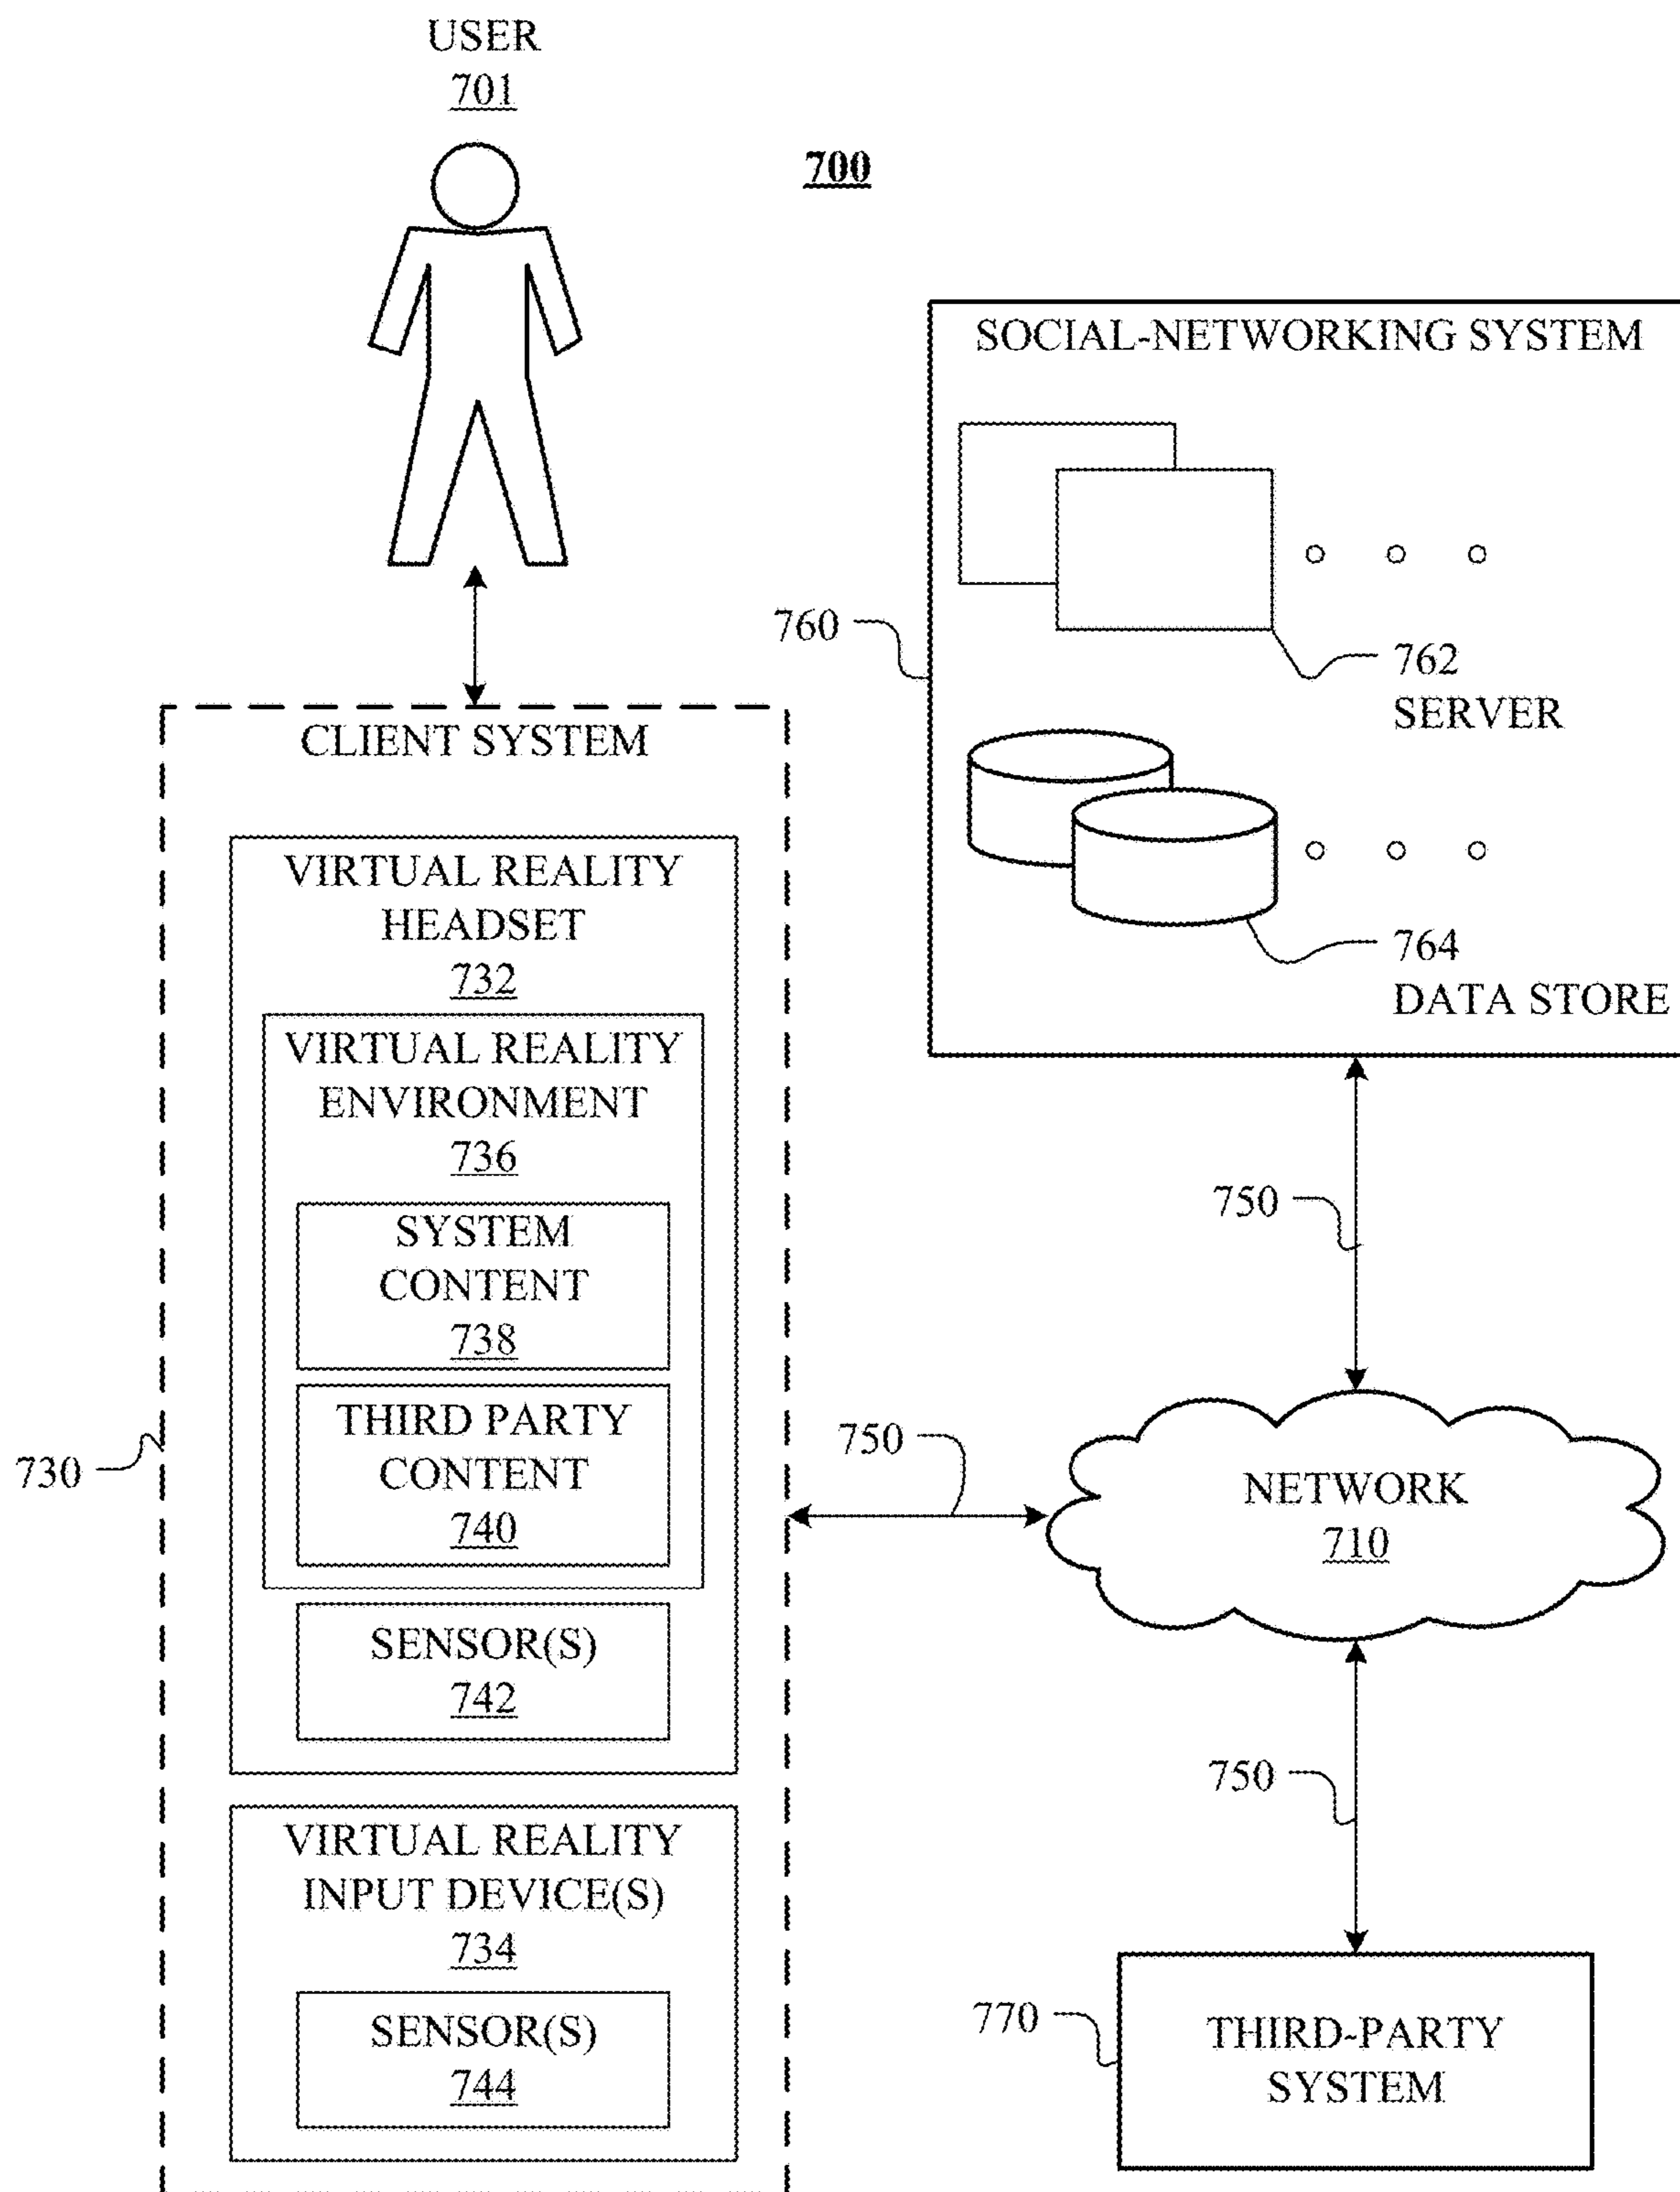 USER
701
700
SOCIAL-NETWORKING SYSTEM
760
762
SERVER
764
DATA STORE
CLIENT SYSTEM
VIRTUAL REALITY
HEADSET
732
VIRTUAL REALITY
ENVIRONMENT
736
SYSTEM
CONTENT
738
THIRD PARTY
CONTENT
740
SENSOR(S)
742
730
VIRTUAL REALITY
INPUT DEVICE(S)
734
SENSOR(S)
744
750
750
NETWORK
710
750
770
THIRD-PARTY
SYSTEM